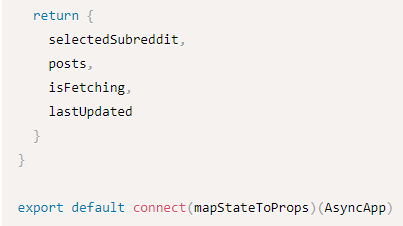 return {
selectedSubreddit,
posts,
isFetching,
lastUpdated
}
}
export default connect(mapStateToProps)(AsyncApp)